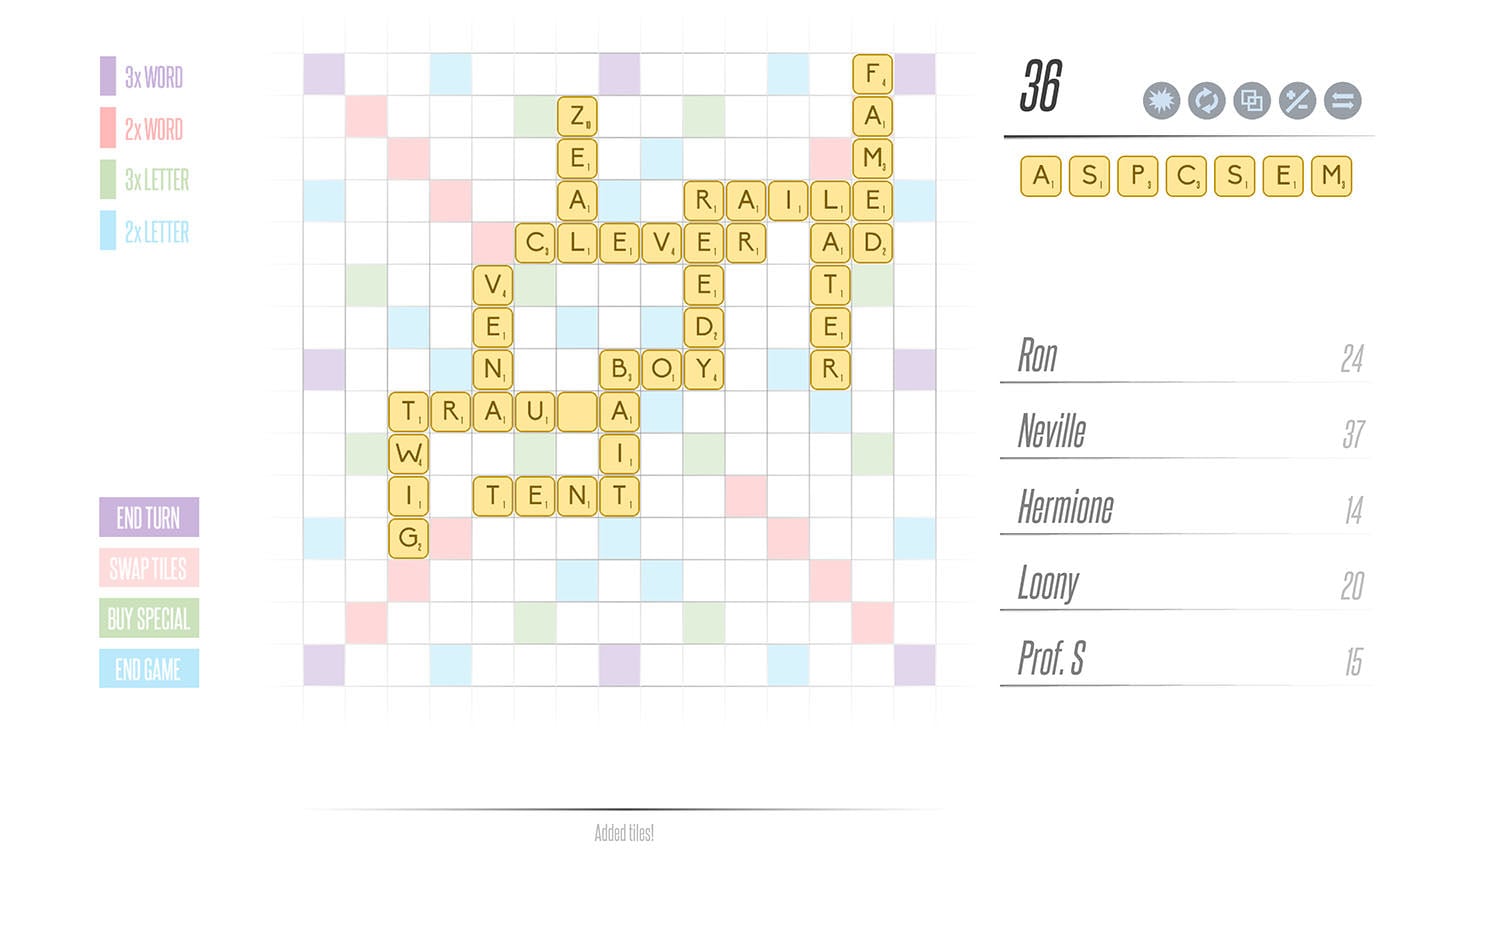 3x WORD
2x WORD
3x LETTER
2x LETTER
END TURN
SWAP TILES
BUY SPECIAL
END GAME
F
Z A
E M
A R A I L E
C L E V E R A D
V E T
E D E
N B O Y R
T R A U A
W I
I T E N T
G
Added tiles!
36
A S P C S E M
Ron 24
Neville 37
Hermione 14
Loony 20
Prof. S 15